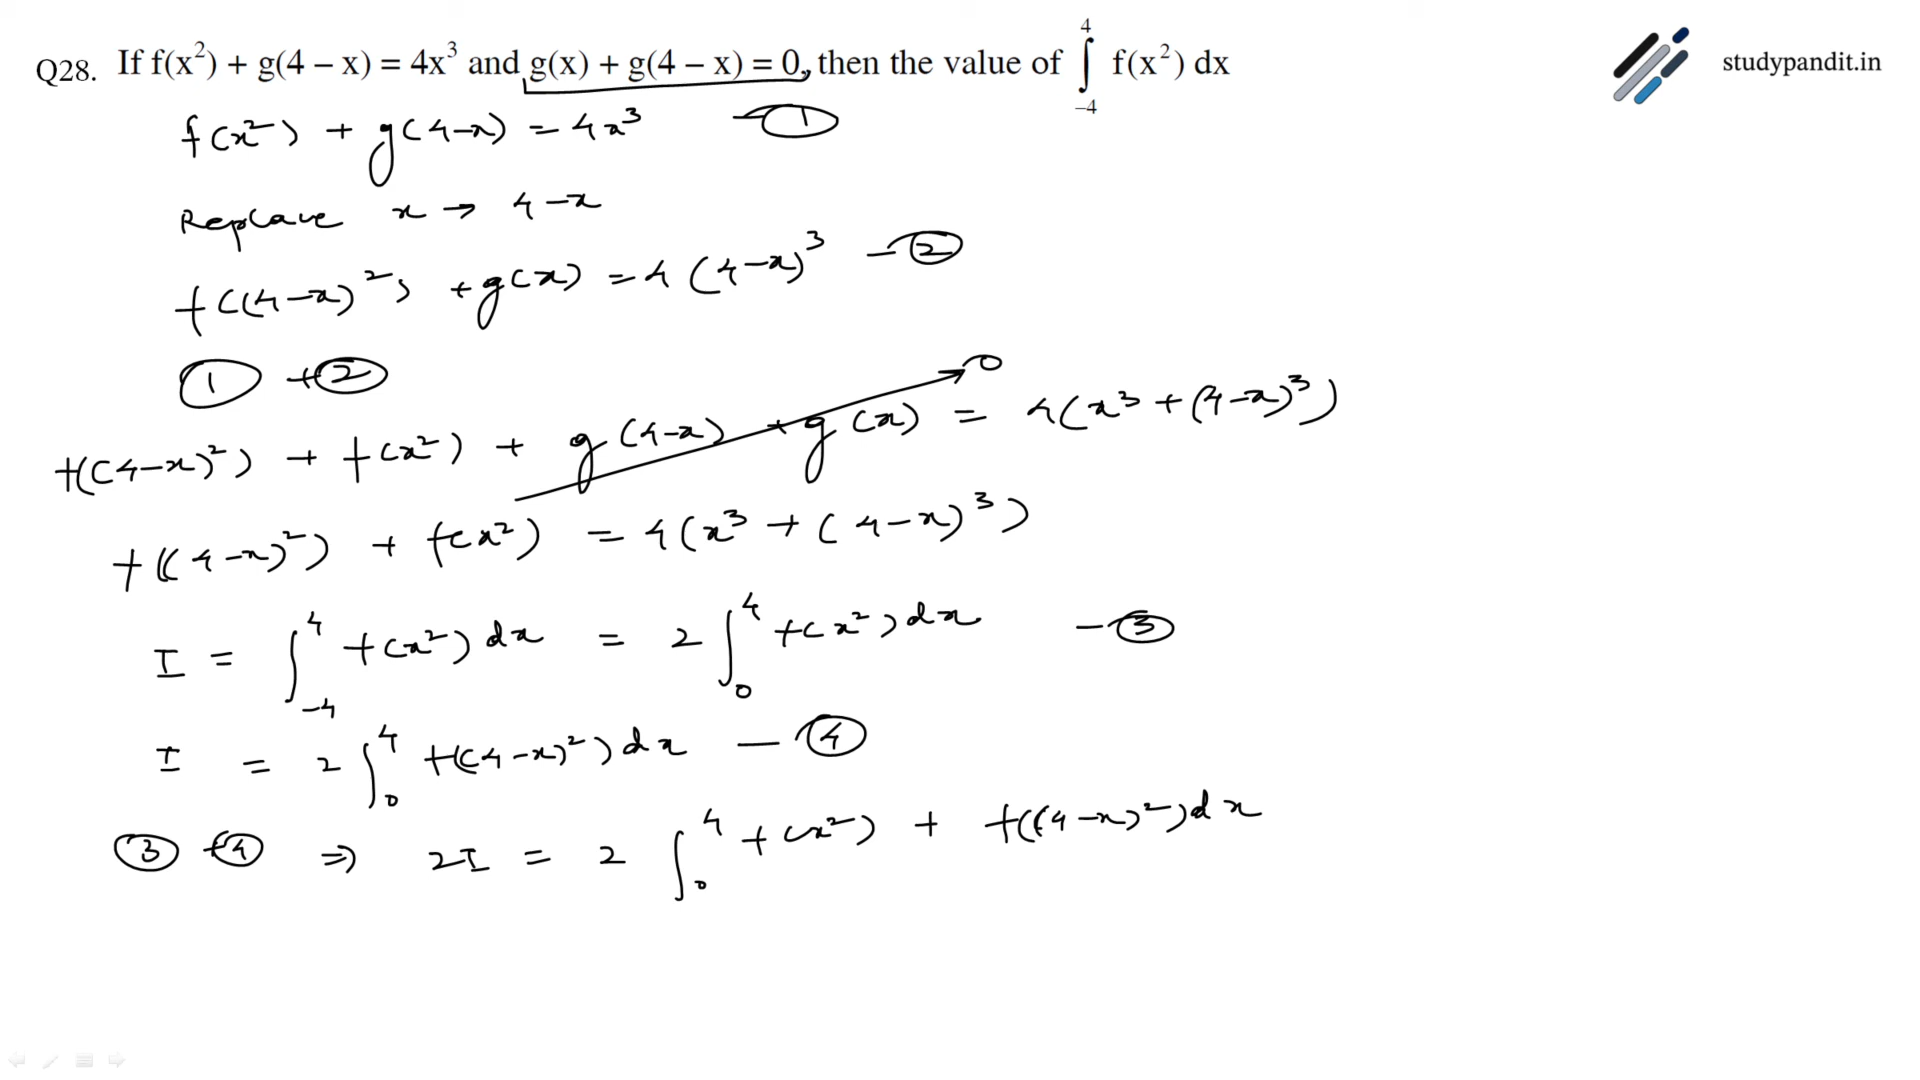 Q28. If f(x²) + g(4 – x) = 4x³ and g(x) + g(4 – x) = 0, then the value of ∫₋₄⁴ f(x²) dx
studypandit.in
f(x²) + g(4-x) = 4x³ - ①
Replace x → 4-x
f((4-x)²) + g(x) = 4(4-x)³ - ②
① + ②
f((4-x)²) + f(x²) + g(4-x) + g(x) = 4(x³ + (4-x)³)
0
f((4-x)²) + f(x²) = 4(x³ + (4-x)³)
I = ∫₋₄⁴ f(x²) dx = 2 ∫₀⁴ f(x²) dx - ③
I = 2 ∫₀⁴ f((4-x)²) dx - ④
③ + ④ ⇒ 2I = 2 ∫₀⁴ f(x²) + f((4-x)²) dx